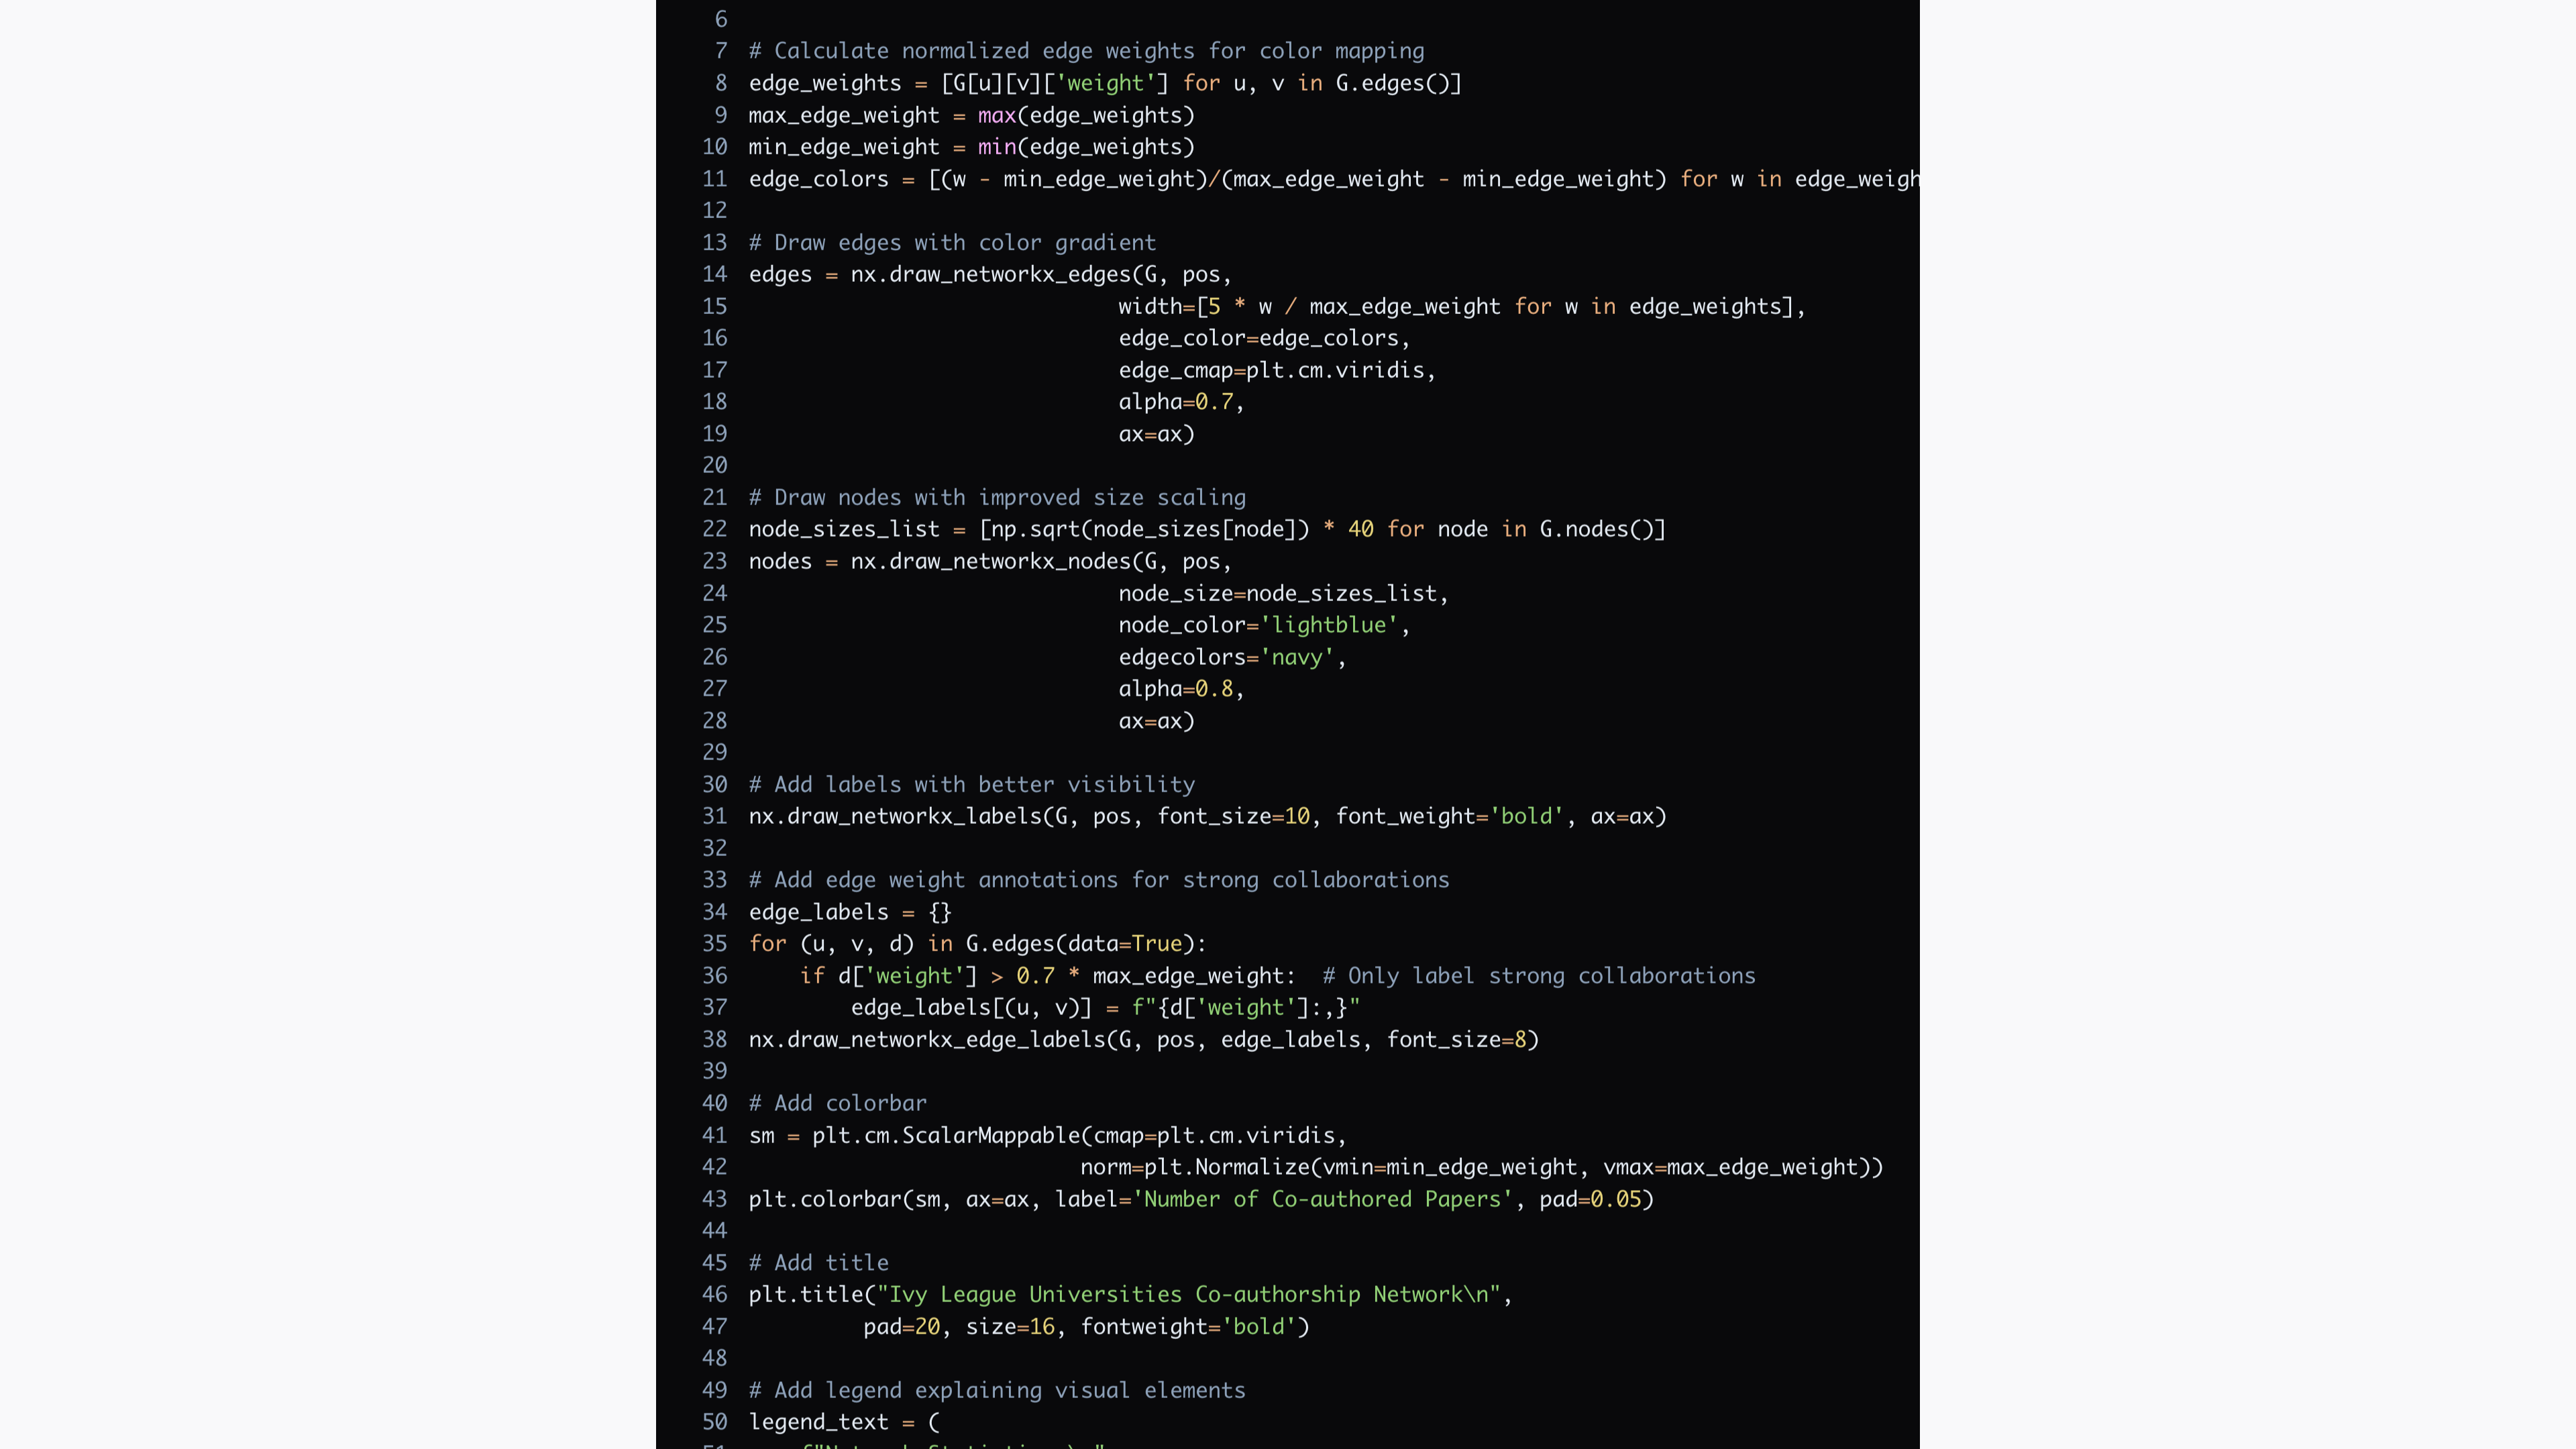 6
7 # Calculate normalized edge weights for color mapping
8 edge_weights = [G[u][v]['weight'] for u, v in G.edges()]
9 max_edge_weight = max(edge_weights)
10 min_edge_weight = min(edge_weights)
11 edge_colors = [(w - min_edge_weight)/(max_edge_weight - min_edge_weight) for w in edge_weigh
12
13 # Draw edges with color gradient
14 edges = nx.draw_networkx_edges(G, pos,
15                              width=[5 * w / max_edge_weight for w in edge_weights],
16                              edge_color=edge_colors,
17                              edge_cmap=plt.cm.viridis,
18                              alpha=0.7,
19                              ax=ax)
20
21 # Draw nodes with improved size scaling
22 node_sizes_list = [np.sqrt(node_sizes[node]) * 40 for node in G.nodes()]
23 nodes = nx.draw_networkx_nodes(G, pos,
24                              node_size=node_sizes_list,
25                              node_color='lightblue',
26                              edgecolors='navy',
27                              alpha=0.8,
28                              ax=ax)
29
30 # Add labels with better visibility
31 nx.draw_networkx_labels(G, pos, font_size=10, font_weight='bold', ax=ax)
32
33 # Add edge weight annotations for strong collaborations
34 edge_labels = {}
35 for (u, v, d) in G.edges(data=True):
36     if d['weight'] > 0.7 * max_edge_weight:  # Only label strong collaborations
37         edge_labels[(u, v)] = f"{d['weight']:,}"
38 nx.draw_networkx_edge_labels(G, pos, edge_labels, font_size=8)
39
40 # Add colorbar
41 sm = plt.cm.ScalarMappable(cmap=plt.cm.viridis,
42                           norm=plt.Normalize(vmin=min_edge_weight, vmax=max_edge_weight))
43 plt.colorbar(sm, ax=ax, label='Number of Co-authored Papers', pad=0.05)
44
45 # Add title
46 plt.title("Ivy League Universities Co-authorship Network\n",
47          pad=20, size=16, fontweight='bold')
48
49 # Add legend explaining visual elements
50 legend_text = (